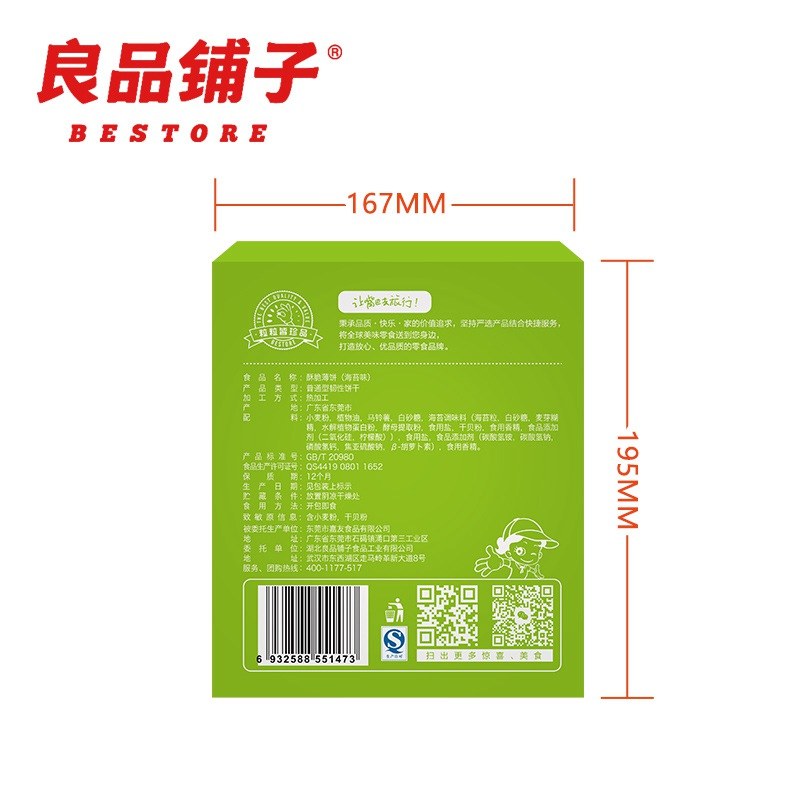 良品铺子®
BESTORE
167MM
195MM
THE BEST QUALITY & VALUE
粒粒皆珍品
BESTORE
让嘴巴去旅行!
秉承品质·快乐·家的价值追求，坚持严选产品结合快捷服务，
将全球美味零食送到您身边，
打造放心、优品质的零食品牌。
食品名称：酥脆薄饼（海苔味）
产品类型：普通型韧性饼干
加工方式：热加工
产地：广东省东莞市
配料：小麦粉，植物油，马铃薯，白砂糖，海苔调味料（海苔粒，白砂糖，麦芽糊
精，水解植物蛋白粉，酵母提取粉，食用盐，干贝粉，食用香精，食品添加
剂（二氧化硅，柠檬酸）），食用盐，食品添加剂（碳酸氢铵，碳酸氢钠，
磷酸氢钙，焦亚硫酸钠，β-胡萝卜素），食用香精。
产品标准号：GB/T 20980
食品生产许可证号：QS4419 0801 1652
保质期：12个月
生产日期：见包装上标示
贮藏条件：放置阴凉干燥处
食用方法：开包即食
致敏原信息：含小麦粉，干贝粉
被委托生产单位：东莞市嘉友食品有限公司
地址：广东省东莞市石碣镇涌口第三工业区
委托单位：湖北良品铺子食品工业有限公司
地址：武汉市东西湖区走马岭革新大道8号
服务、团购热线：400-1177-517
6 932588 551473
扫出更多惊喜、美食